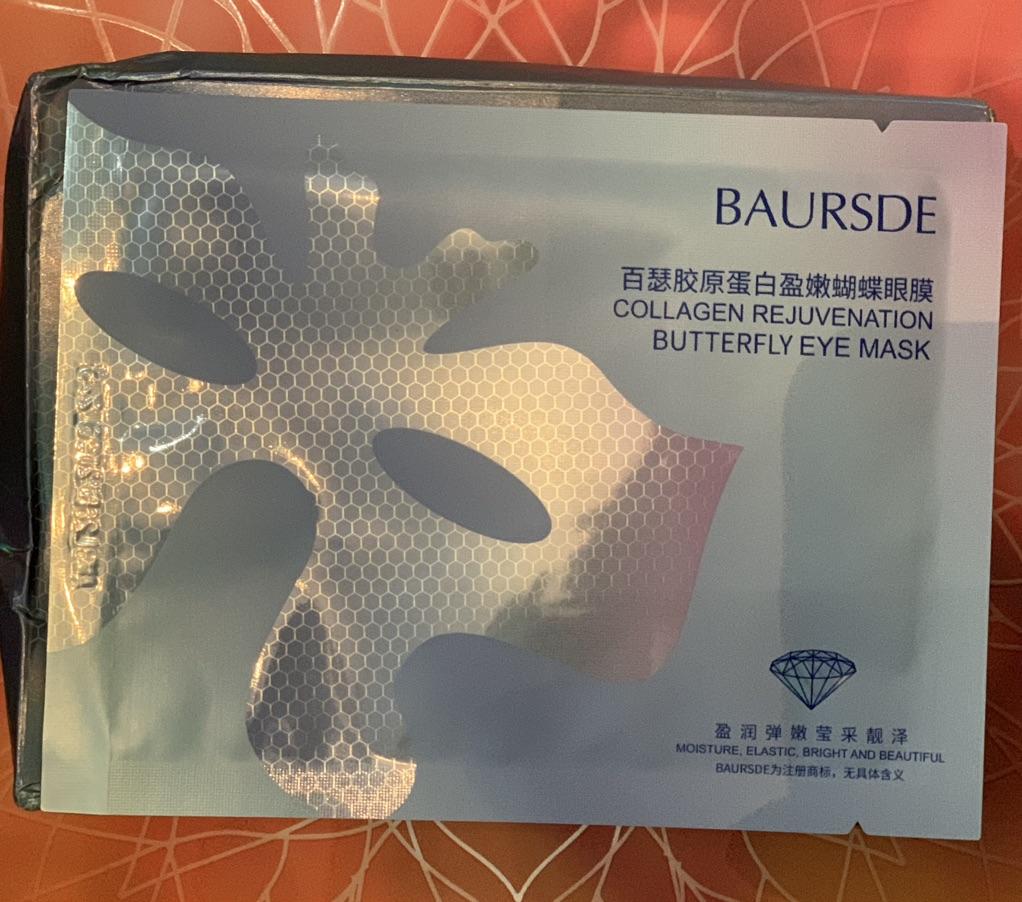 BAURSDE
百瑟胶原蛋白盈嫩蝴蝶眼膜
COLLAGEN REJUVENATION
BUTTERFLY EYE MASK
盈润弹嫩莹采靓泽
MOISTURE, ELASTIC, BRIGHT AND BEAUTIFUL
BAURSDE为注册商标，无具体含义